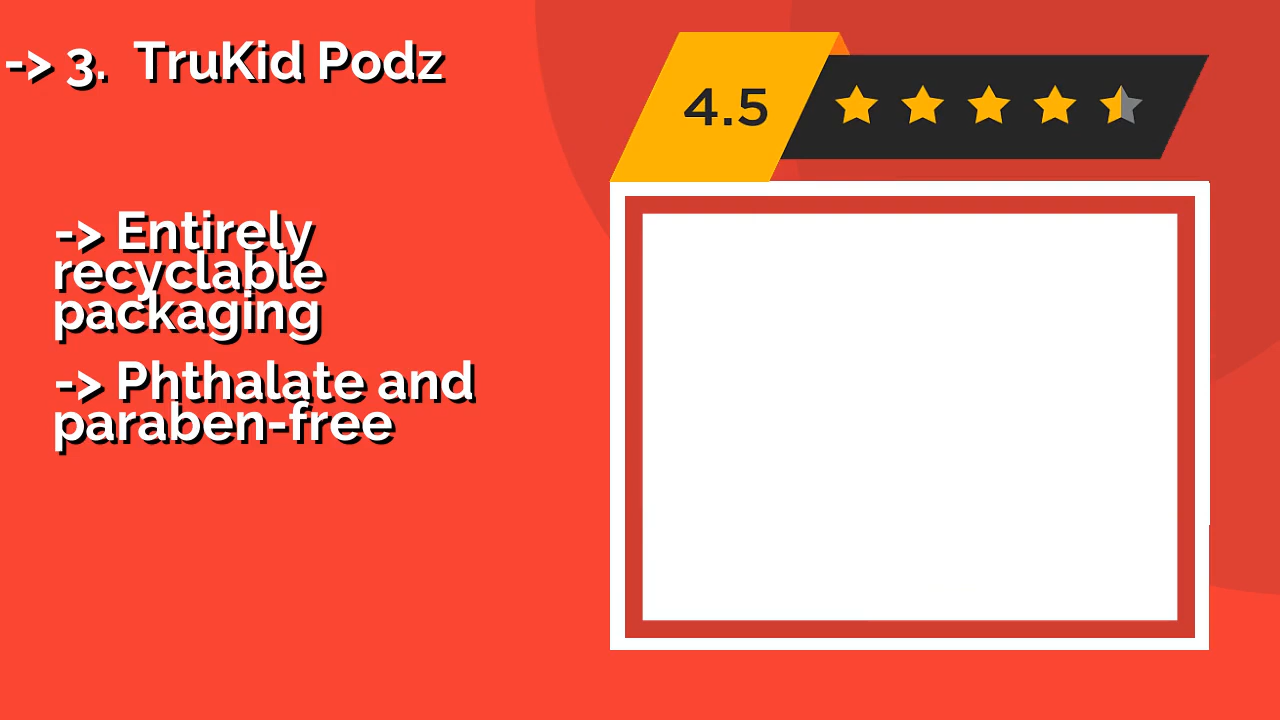 -> 3.  TruKid Podz
4.5
-> Entirely
recyclable
packaging
-> Phthalate and
paraben-free